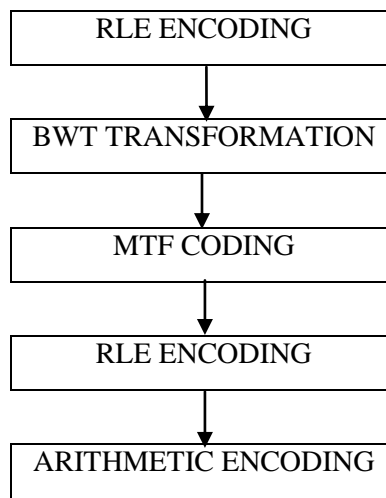 RLE ENCODING
BWT TRANSFORMATION
MTF CODING
RLE ENCODING
ARITHMETIC ENCODING